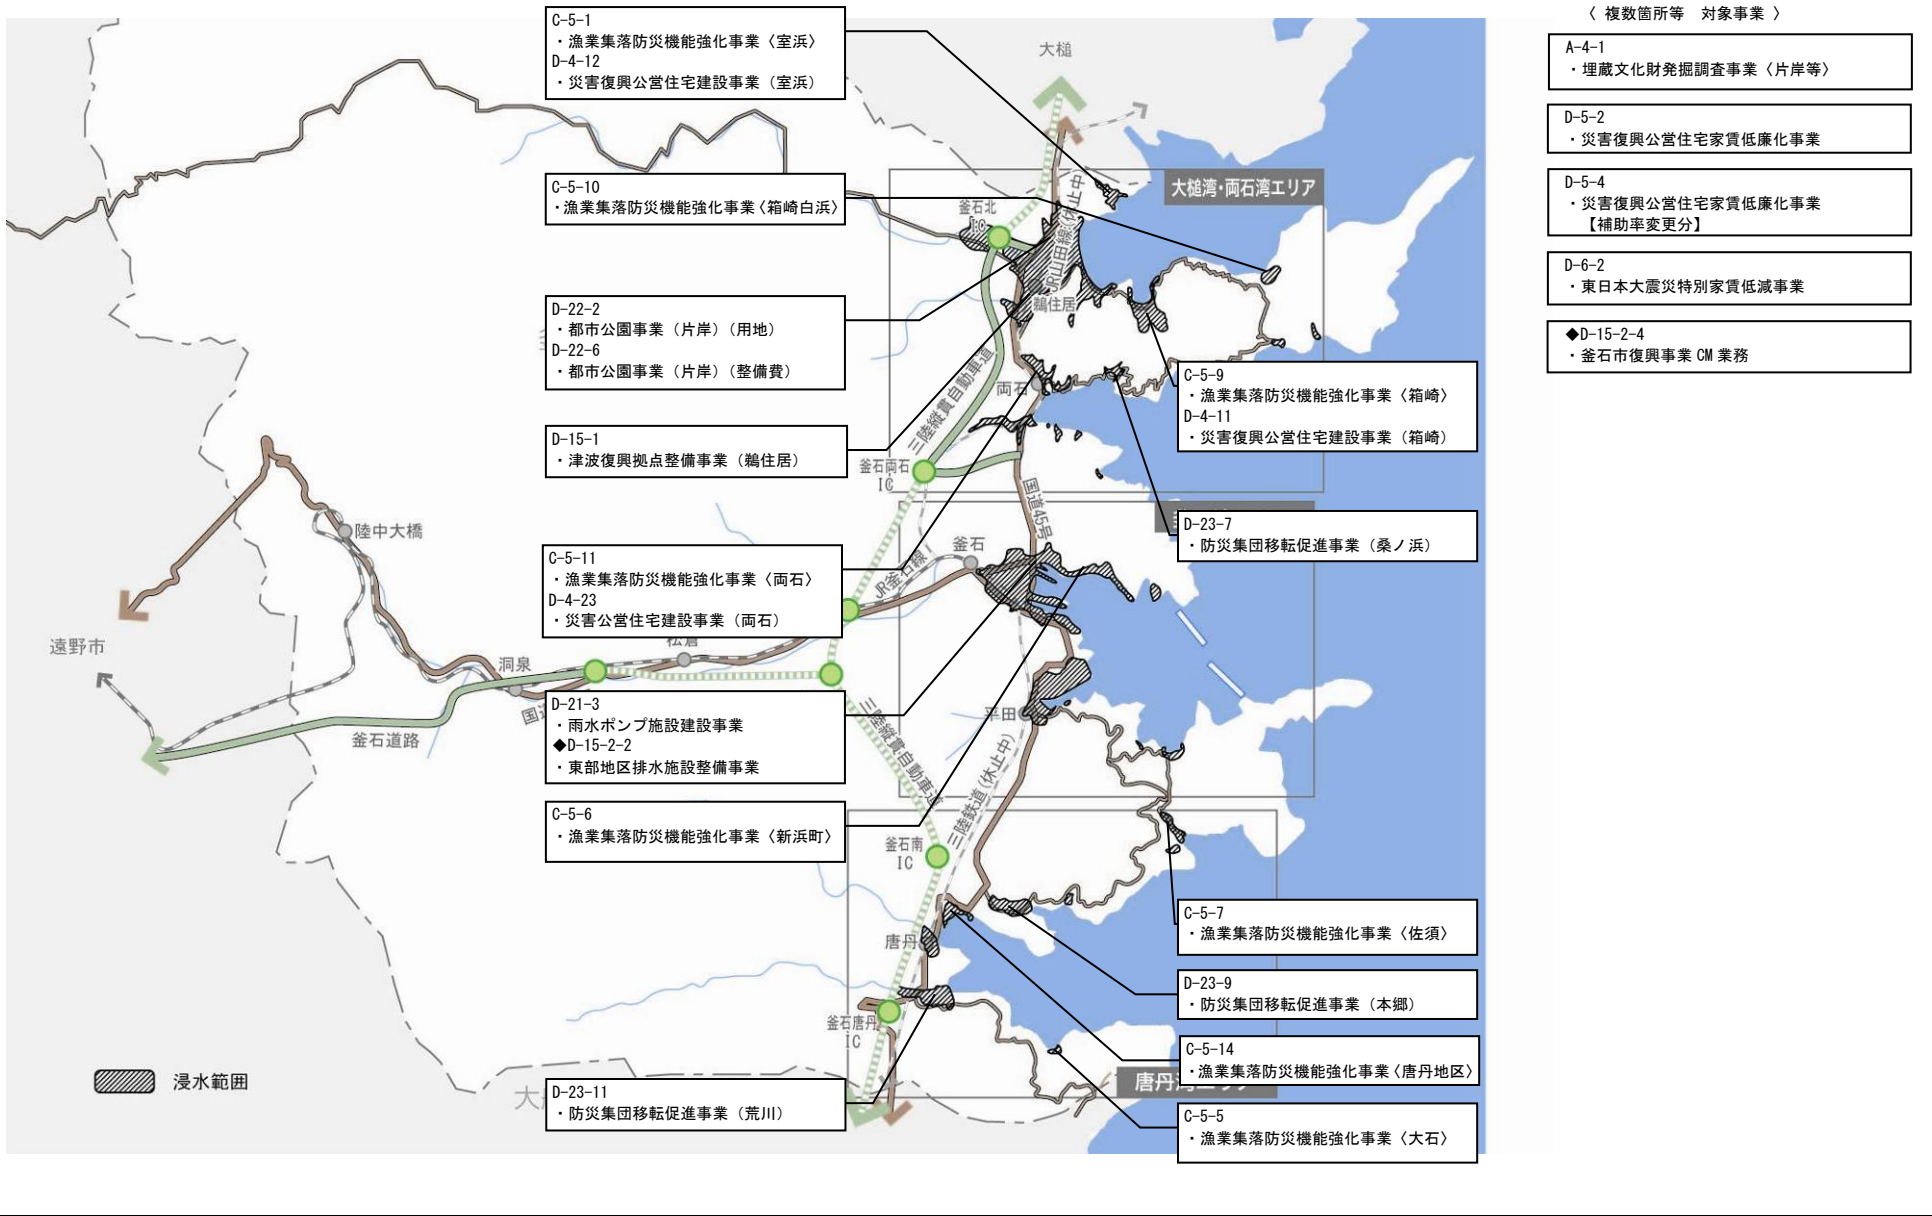 C-5-1
・漁業集落防災機能強化事業〈室浜〉
D-4-12
・災害復興公営住宅建設事業（室浜）
C-5-10
・漁業集落防災機能強化事業〈箱崎白浜〉
D-22-2
・都市公園事業（片岸）（用地）
D-22-6
・都市公園事業（片岸）（整備費）
D-15-1
・津波復興拠点整備事業（鵜住居）
C-5-11
・漁業集落防災機能強化事業〈両石〉
D-4-23
・災害公営住宅建設事業（両石）
D-21-3
・雨水ポンプ施設建設事業
◆D-15-2-2
・東部地区排水施設整備事業
C-5-6
・漁業集落防災機能強化事業〈新浜町〉
D-23-11
・防災集団移転促進事業（荒川）
C-5-9
・漁業集落防災機能強化事業〈箱崎〉
D-4-11
・災害復興公営住宅建設事業（箱崎）
D-23-7
・防災集団移転促進事業（桑ノ浜）
C-5-7
・漁業集落防災機能強化事業〈佐須〉
D-23-9
・防災集団移転促進事業（本郷）
C-5-14
・漁業集落防災機能強化事業〈唐丹地区〉
C-5-5
・漁業集落防災機能強化事業〈大石〉
〈 複数箇所等　対象事業 〉
A-4-1
・埋蔵文化財発掘調査事業〈片岸等〉
D-5-2
・災害復興公営住宅家賃低廉化事業
D-5-4
・災害復興公営住宅家賃低廉化事業
【補助率変更分】
D-6-2
・東日本大震災特別家賃低減事業
◆D-15-2-4
・釜石市復興事業 CM 業務
大槌
大槌湾・両石湾エリア
釜石北
IC
JR山田線(休止中
鵜住居
両石
三陸縦貫自動車道
釜石両石
IC
国道45号
釜石
JR釜石線
陸中大橋
遠野市
洞泉
松倉
釜石道路
平田
三陸縦貫自動車道
三陸鉄道(休止中)
釜石南
IC
唐丹
釜石唐丹
IC
浸水範囲